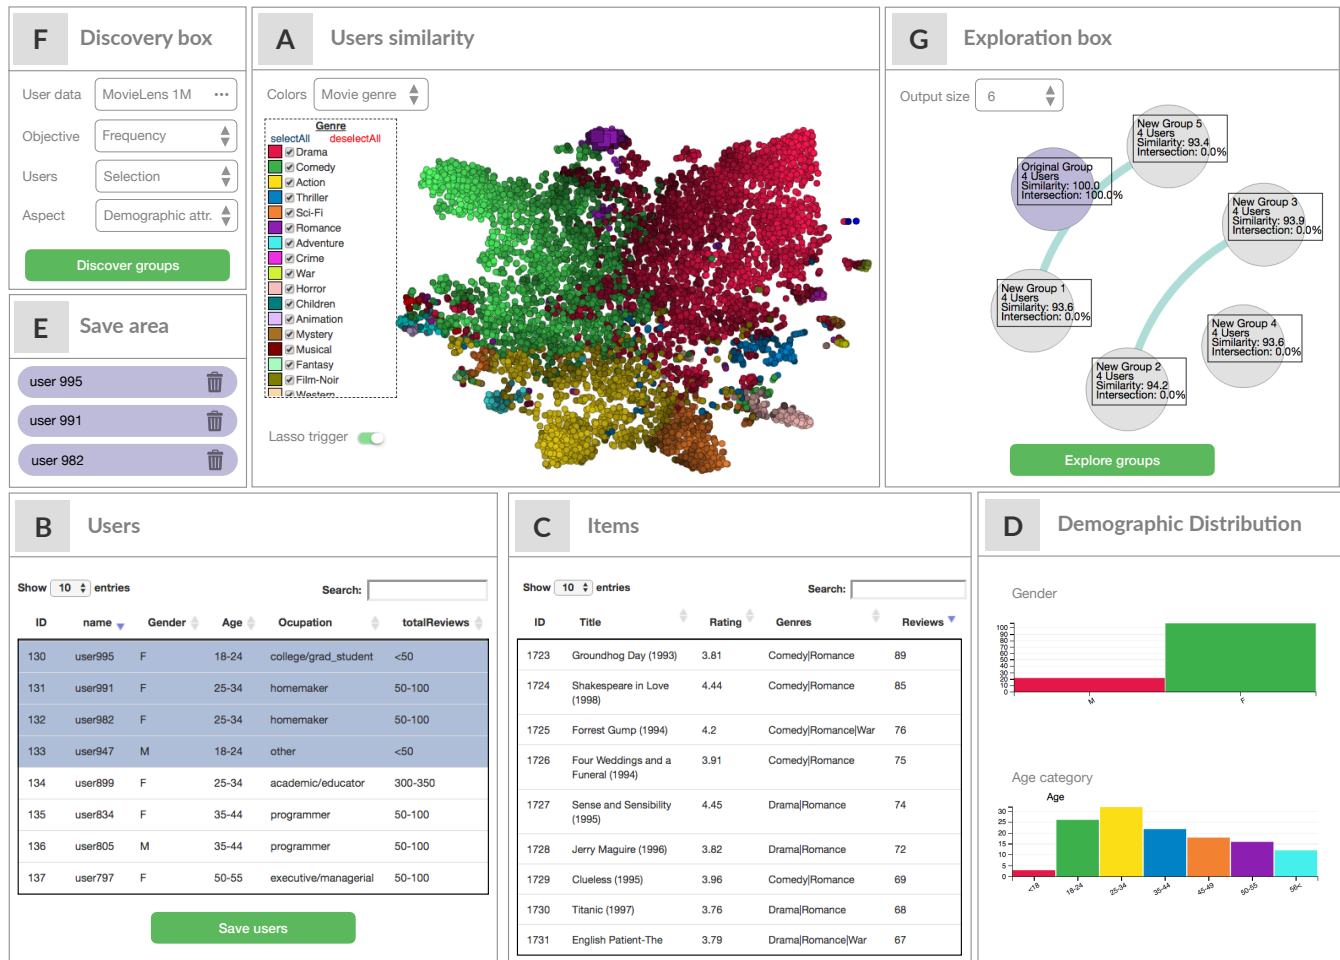 F Discovery box
User data MovieLens 1M ...
Objective Frequency
Users Selection
Aspect Demographic attr.
Discover groups
E Save area
user 995
user 991
user 982
A Users similarity
Colors Movie genre
Genre
selectAll deselectAll
Drama
Comedy
Action
Thriller
Sci-Fi
Romance
Adventure
Crime
War
Horror
Children
Animation
Mystery
Musical
Fantasy
Film-Noir
Western
Lasso trigger
G Exploration box
Output size 6
New Group 5
4 Users
Similarity: 93.4
Intersection: 0.0%
Original Group
4 Users
Similarity: 100.0
Intersection: 100.0%
New Group 3
4 Users
Similarity: 93.9
Intersection: 0.0%
New Group 1
4 Users
Similarity: 93.6
Intersection: 0.0%
New Group 4
4 Users
Similarity: 93.6
Intersection: 0.0%
New Group 2
4 Users
Similarity: 94.2
Intersection: 0.0%
Explore groups
B Users
Show 10 entries Search:
ID name Gender Age Ocupation totalReviews
130 user995 F 18-24 college/grad_student <50
131 user991 F 25-34 homemaker 50-100
132 user982 F 25-34 homemaker 50-100
133 user947 M 18-24 other <50
134 user899 F 25-34 academic/educator 300-350
135 user834 F 35-44 programmer 50-100
136 user805 M 35-44 programmer 50-100
137 user797 F 50-55 executive/managerial 50-100
Save users
C Items
Show 10 entries Search:
ID Title Rating Genres Reviews
1723 Groundhog Day (1993) 3.81 Comedy|Romance 89
1724 Shakespeare in Love 4.44 Comedy|Romance 85
(1998)
1725 Forrest Gump (1994) 4.2 Comedy|Romance|War 76
1726 Four Weddings and a 3.91 Comedy|Romance 75
Funeral (1994)
1727 Sense and Sensibility 4.45 Drama|Romance 74
(1995)
1728 Jerry Maguire (1996) 3.82 Drama|Romance 72
1729 Clueless (1995) 3.96 Comedy|Romance 69
1730 Titanic (1997) 3.76 Drama|Romance 68
1731 English Patient-The 3.79 Drama|Romance|War 67
D Demographic Distribution
Gender
100
90
80
70
60
50
40
30
20
10
0
M F
Age category
Age
30
25
20
15
10
5
0
<18 18-24 25-34 35-44 45-49 50-55 56<